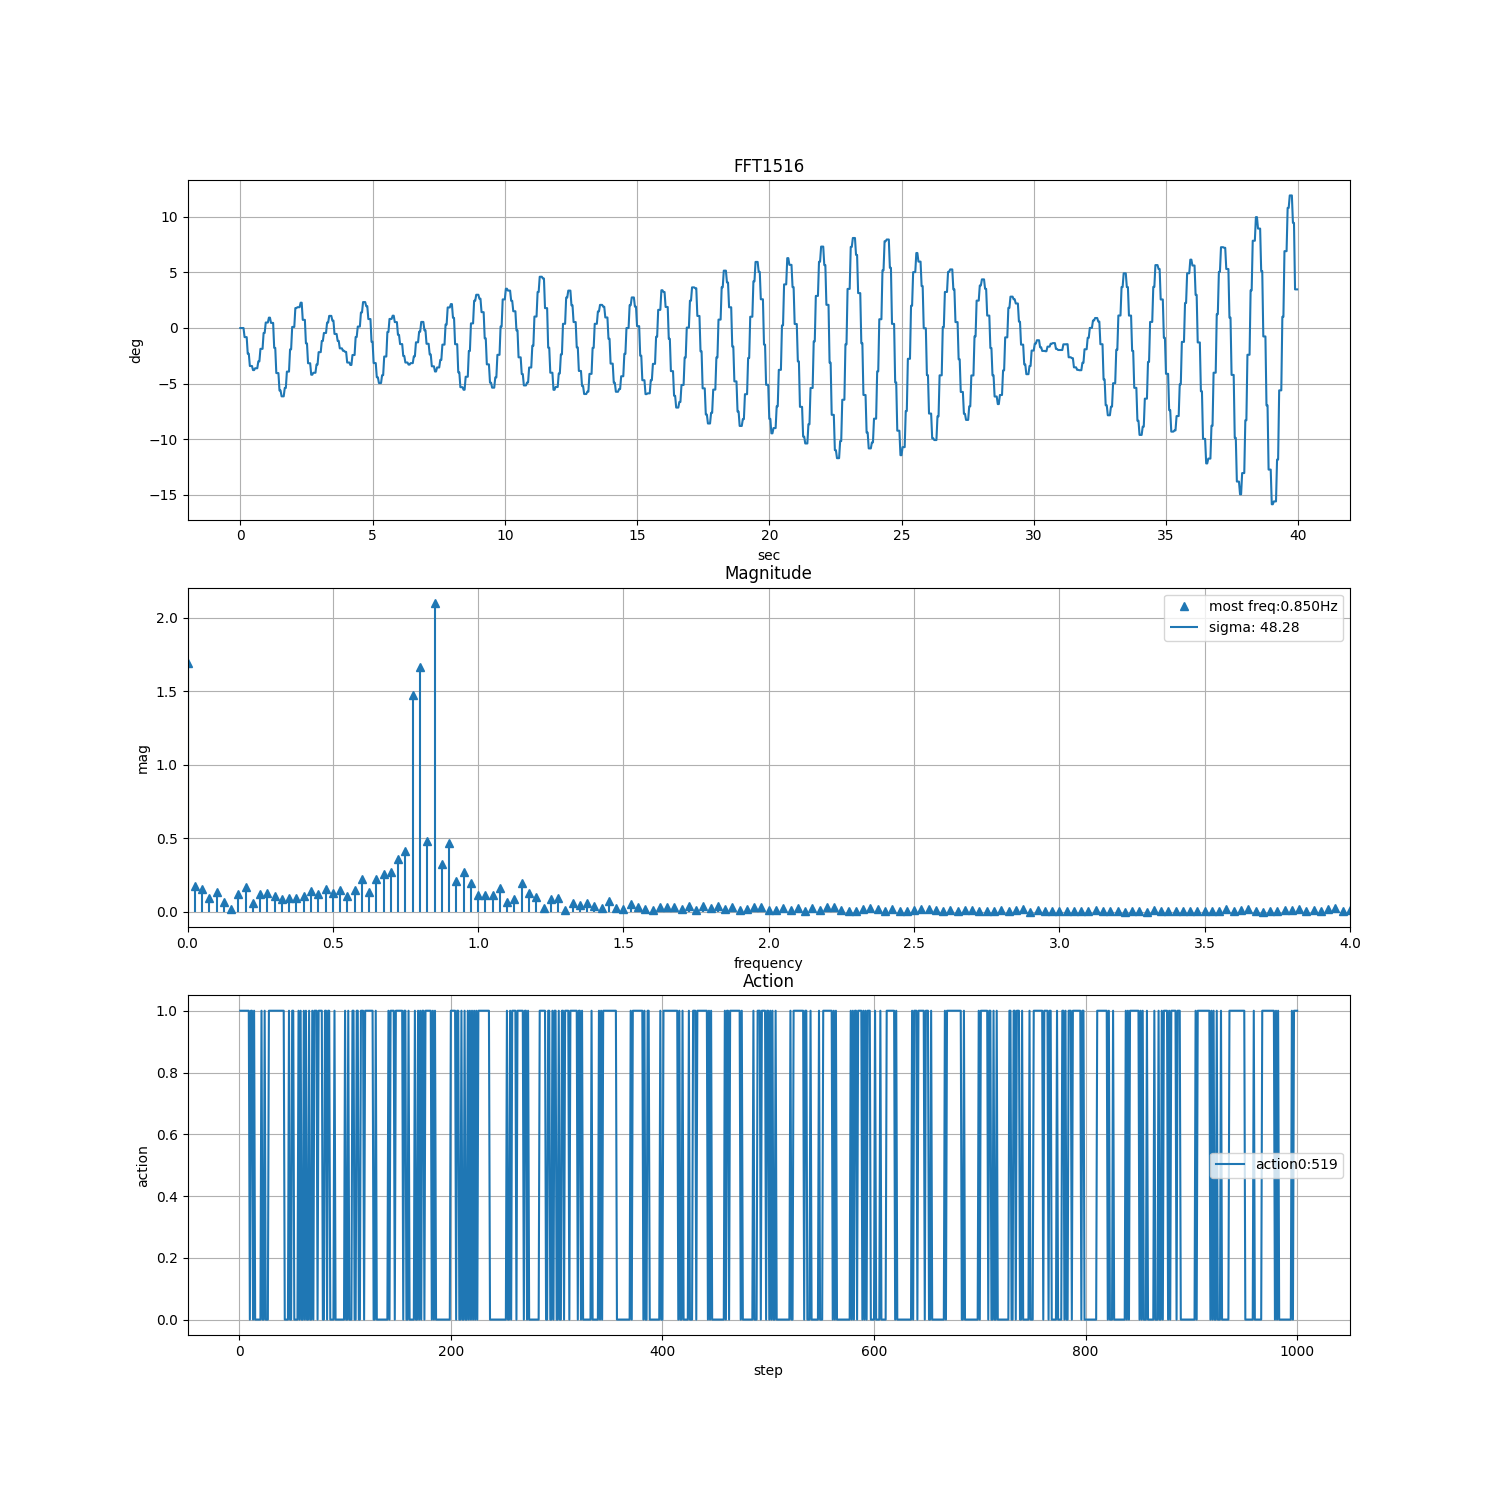 FFT1516
10
5
0
−5
−10
−15
deg
0 5 10 15 20 25 30 35 40
sec
Magnitude
most freq:0.850Hz
sigma: 48.28
2.0
1.5
1.0
0.5
0.0
mag
0.0 0.5 1.0 1.5 2.0 2.5 3.0 3.5 4.0
frequency
Action
1.0
0.8
0.6
0.4
0.2
0.0
action
action0:519
0 200 400 600 800 1000
step